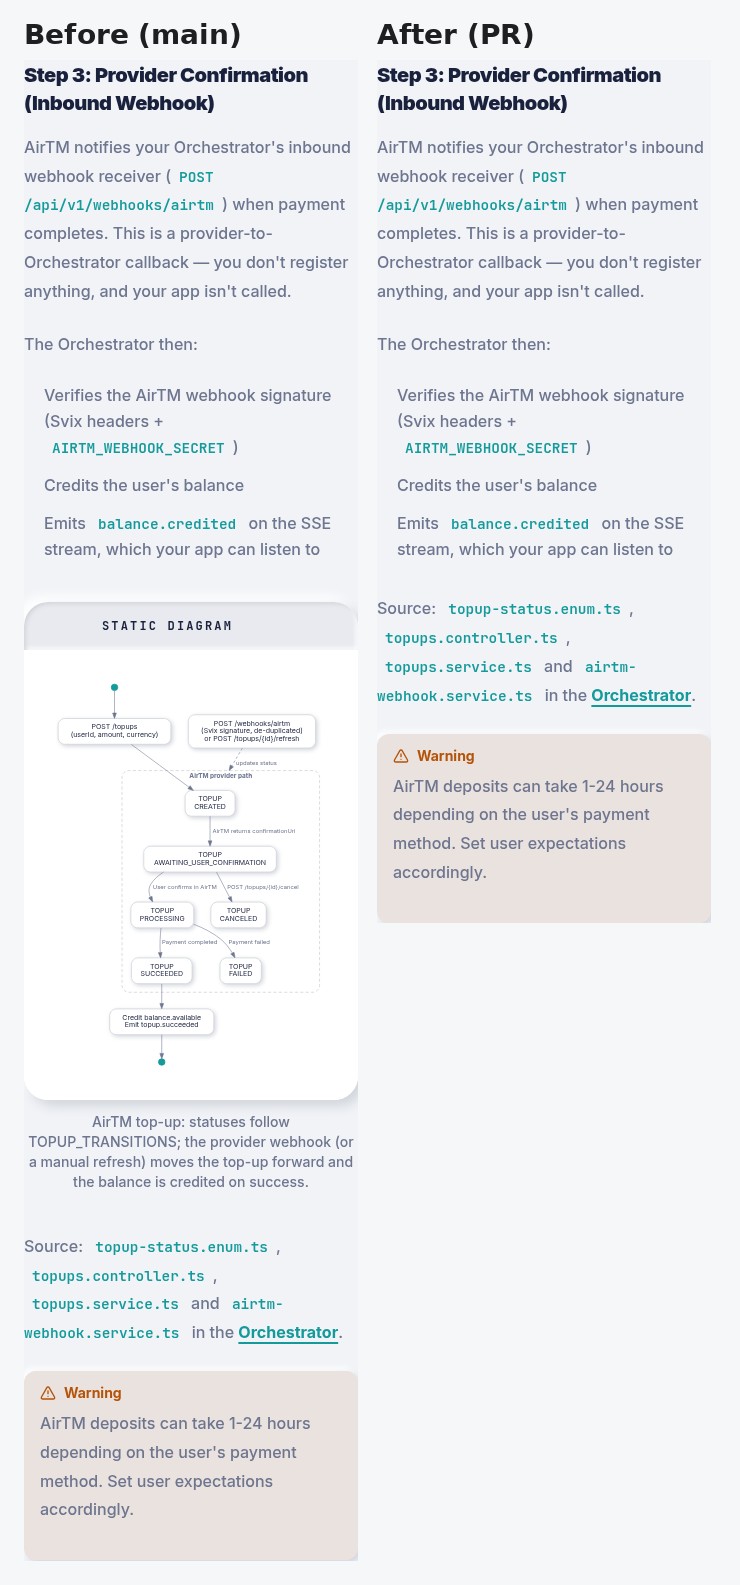 Before (main)
Step 3: Provider Confirmation
(Inbound Webhook)
AirTM notifies your Orchestrator's inbound
webhook receiver ( POST
/api/v1/webhooks/airtm ) when payment
completes. This is a provider-to-
Orchestrator callback — you don't register
anything, and your app isn't called.
The Orchestrator then:
Verifies the AirTM webhook signature
(Svix headers +
AIRTM_WEBHOOK_SECRET )
Credits the user's balance
Emits balance.credited on the SSE
stream, which your app can listen to
STATIC DIAGRAM
POST /topups
(userId, amount, currency)
POST /webhooks/airtm
(Svix signature, de-duplicated)
or POST /topups/{id}/refresh
updates status
AirTM provider path
TOPUP
CREATED
AirTM returns confirmationUri
TOPUP
AWAITING_USER_CONFIRMATION
User confirms in AirTM
POST /topups/{id}/cancel
TOPUP
PROCESSING
TOPUP
CANCELED
Payment completed
Payment failed
TOPUP
SUCCEEDED
TOPUP
FAILED
Credit balance.available
Emit topup.succeeded
AirTM top-up: statuses follow
TOPUP_TRANSITIONS; the provider webhook (or
a manual refresh) moves the top-up forward and
the balance is credited on success.
Source: topup-status.enum.ts ,
topups.controller.ts ,
topups.service.ts and airtm-
webhook.service.ts in the Orchestrator.
Warning
AirTM deposits can take 1-24 hours
depending on the user's payment
method. Set user expectations
accordingly.
After (PR)
Step 3: Provider Confirmation
(Inbound Webhook)
AirTM notifies your Orchestrator's inbound
webhook receiver ( POST
/api/v1/webhooks/airtm ) when payment
completes. This is a provider-to-
Orchestrator callback — you don't register
anything, and your app isn't called.
The Orchestrator then:
Verifies the AirTM webhook signature
(Svix headers +
AIRTM_WEBHOOK_SECRET )
Credits the user's balance
Emits balance.credited on the SSE
stream, which your app can listen to
Source: topup-status.enum.ts ,
topups.controller.ts ,
topups.service.ts and airtm-
webhook.service.ts in the Orchestrator.
Warning
AirTM deposits can take 1-24 hours
depending on the user's payment
method. Set user expectations
accordingly.